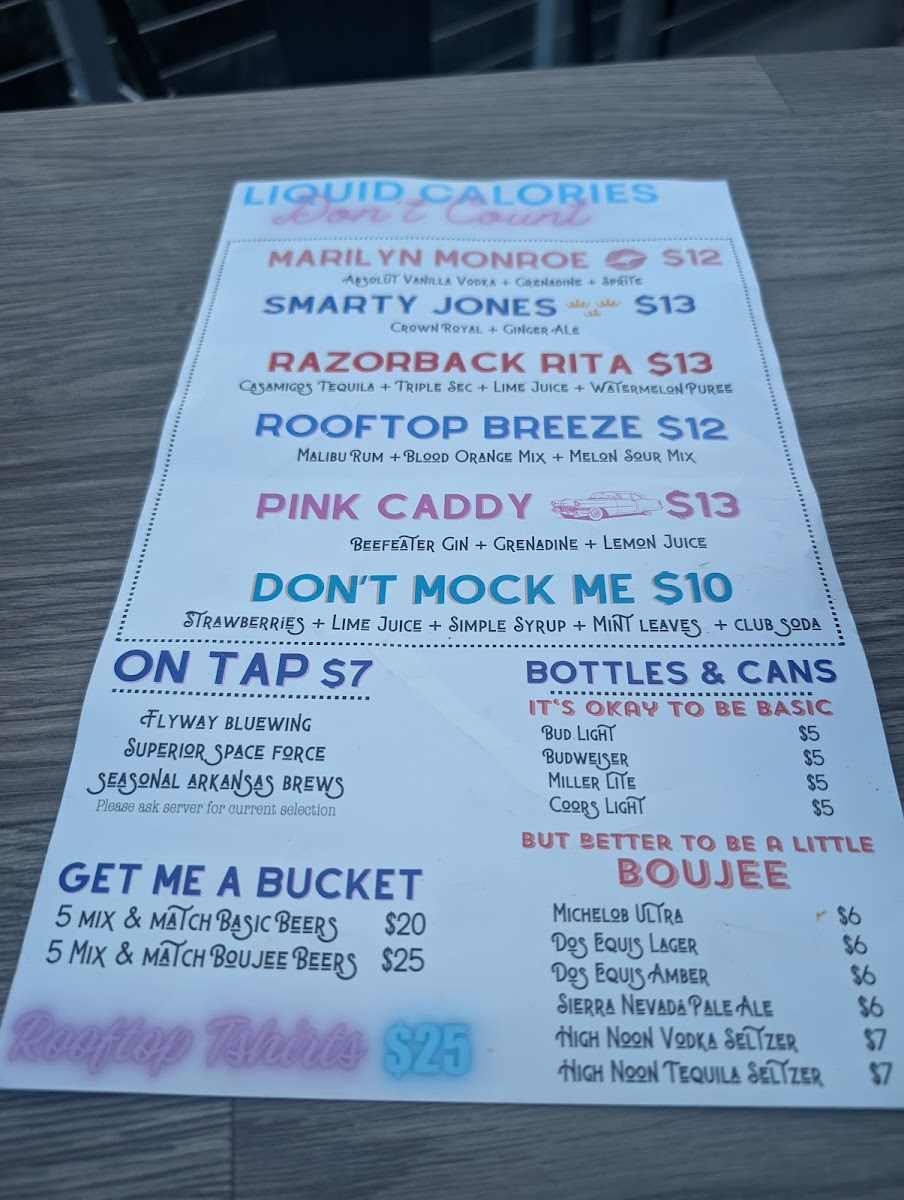 LIQUID CALORIES
Don't Count
MARILYN MONROE $12
ABSOLUT VANILLA VODKA + GRENADINE + SPRITE
SMARTY JONES $13
CROWN ROYAL + GINGER ALE
RAZORBACK RITA $13
CASAMIGOS TEQUILA + TRIPLE SEC + LIME JUICE + WATERMELON PUREE
ROOFTOP BREEZE $12
MALIBU RUM + BLOOD ORANGE MIX + MELON SOUR MIX
PINK CADDY $13
BEEFEATER GIN + GRENADINE + LEMON JUICE
DON'T MOCK ME $10
STRAWBERRIES + LIME JUICE + SIMPLE SYRUP + MINT LEAVES + CLUB SODA
ON TAP $7
FLYWAY BLUEWING
SUPERIOR SPACE FORCE
SEASONAL ARKANSAS BREWS
Please ask server for current selection
GET ME A BUCKET
5 MIX & MATCH BASIC BEERS $20
5 MIX & MATCH BOUJEE BEERS $25
Rooftop Tshirts $25
BOTTLES & CANS
IT'S OKAY TO BE BASIC
BUD LIGHT $5
BUDWEISER $5
MILLER LITE $5
COORS LIGHT $5
BUT BETTER TO BE A LITTLE
BOUJEE
MICHELOB ULTRA $6
DOS EQUIS LAGER $6
DOS EQUIS AMBER $6
SIERRA NEVADA PALE ALE $6
HIGH NOON VODKA SELTZER $7
HIGH NOON TEQUILA SELTZER $7